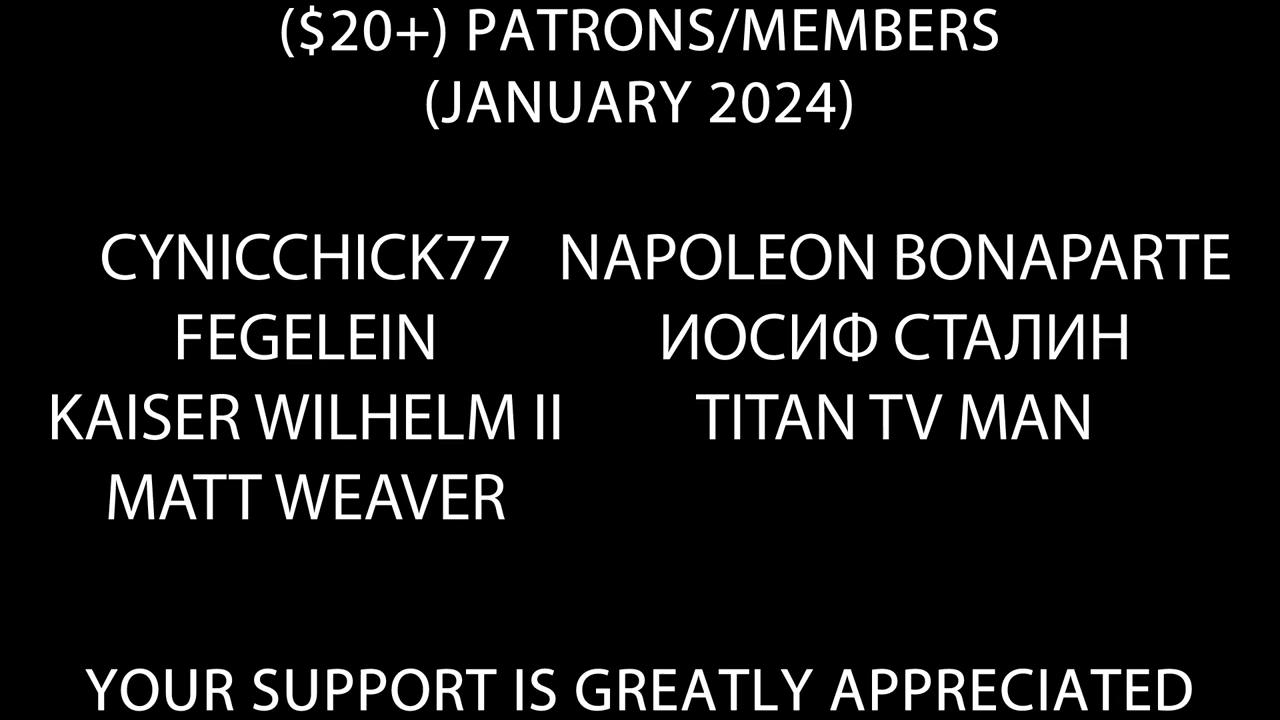 ($20+) PATRONS/MEMBERS
(JANUARY 2024)
CYNICCHICK77
FEGELEIN
KAISER WILHELM II
MATT WEAVER
NAPOLEON BONAPARTE
ИОСИФ СТАЛИН
TITAN TV MAN
YOUR SUPPORT IS GREATLY APPRECIATED